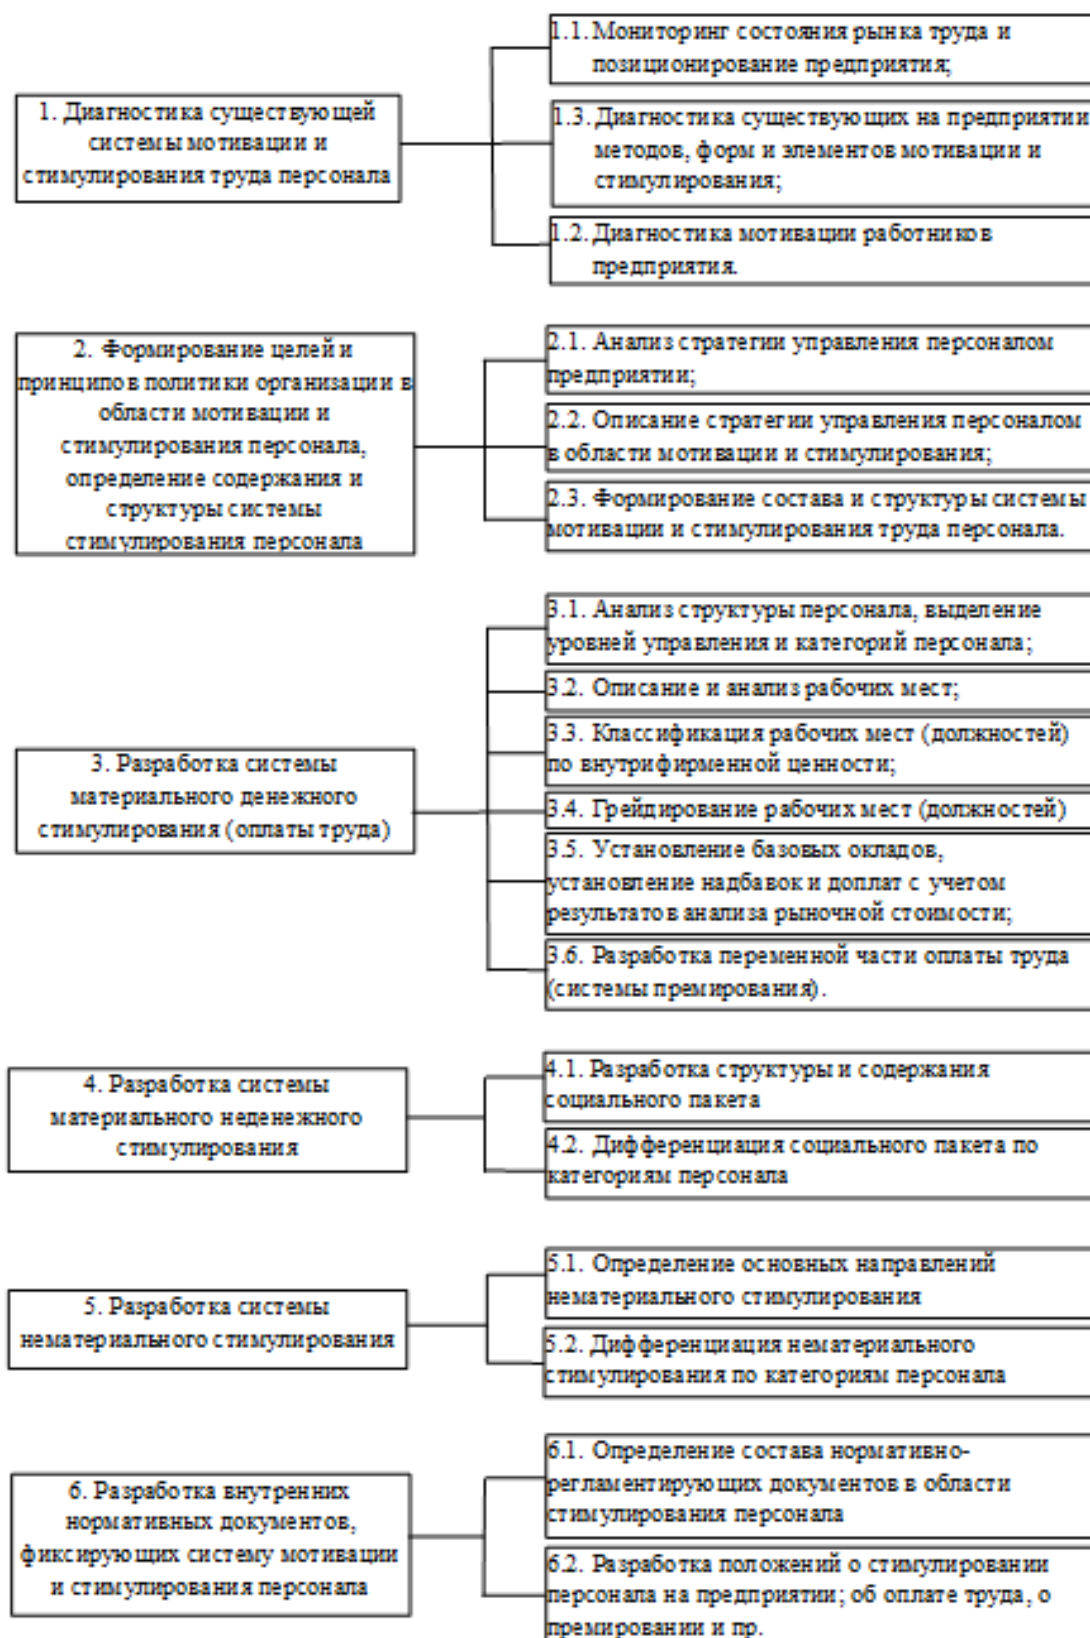 1. Диагностика существующей
системы мотивации и
стимулирования труда персонала
1.1. Мониторинг состояния рынка труда и
позиционирование предприятия;
1.3. Диагностика существующих на предприятии
методов, форм и элементов мотивации и
стимулирования;
1.2. Диагностика мотивации работников
предприятия.
2. Формирование целей и
принципов политики организации в
области мотивации и
стимулирования персонала,
определение содержания и
структуры системы
стимулирования персонала
2.1. Анализ стратегии управления персоналом
предприятии;
2.2. Описание стратегии управления персоналом
в области мотивации и стимулирования;
2.3. Формирование состава и структуры системы
мотивации и стимулирования труда персонала.
3. Разработка системы
материального денежного
стимулирования (оплаты труда)
3.1. Анализ структуры персонала, выделение
уровней управления и категорий персонала;
3.2. Описание и анализ рабочих мест;
3.3. Классификация рабочих мест (должностей)
по внутрифирменной ценности;
3.4. Грейдирование рабочих мест (должностей)
3.5. Установление базовых окладов,
установление надбавок и доплат с учетом
результатов анализа рыночной стоимости;
3.6. Разработка переменной части оплаты труда
(системы премирования).
4. Разработка системы
материального неденежного
стимулирования
4.1. Разработка структуры и содержания
социального пакета
4.2. Дифференциация социального пакета по
категориям персонала
5. Разработка системы
нематериального стимулирования
5.1. Определение основных направлений
нематериального стимулирования
5.2. Дифференциация нематериального
стимулирования по категориям персонала
6. Разработка внутренних
нормативных документов,
фиксирующих систему мотивации
и стимулирования персонала
6.1. Определение состава нормативно-
регламентирующих документов в области
стимулирования персонала
6.2. Разработка положений о стимулировании
персонала на предприятии; об оплате труда, о
премировании и пр.